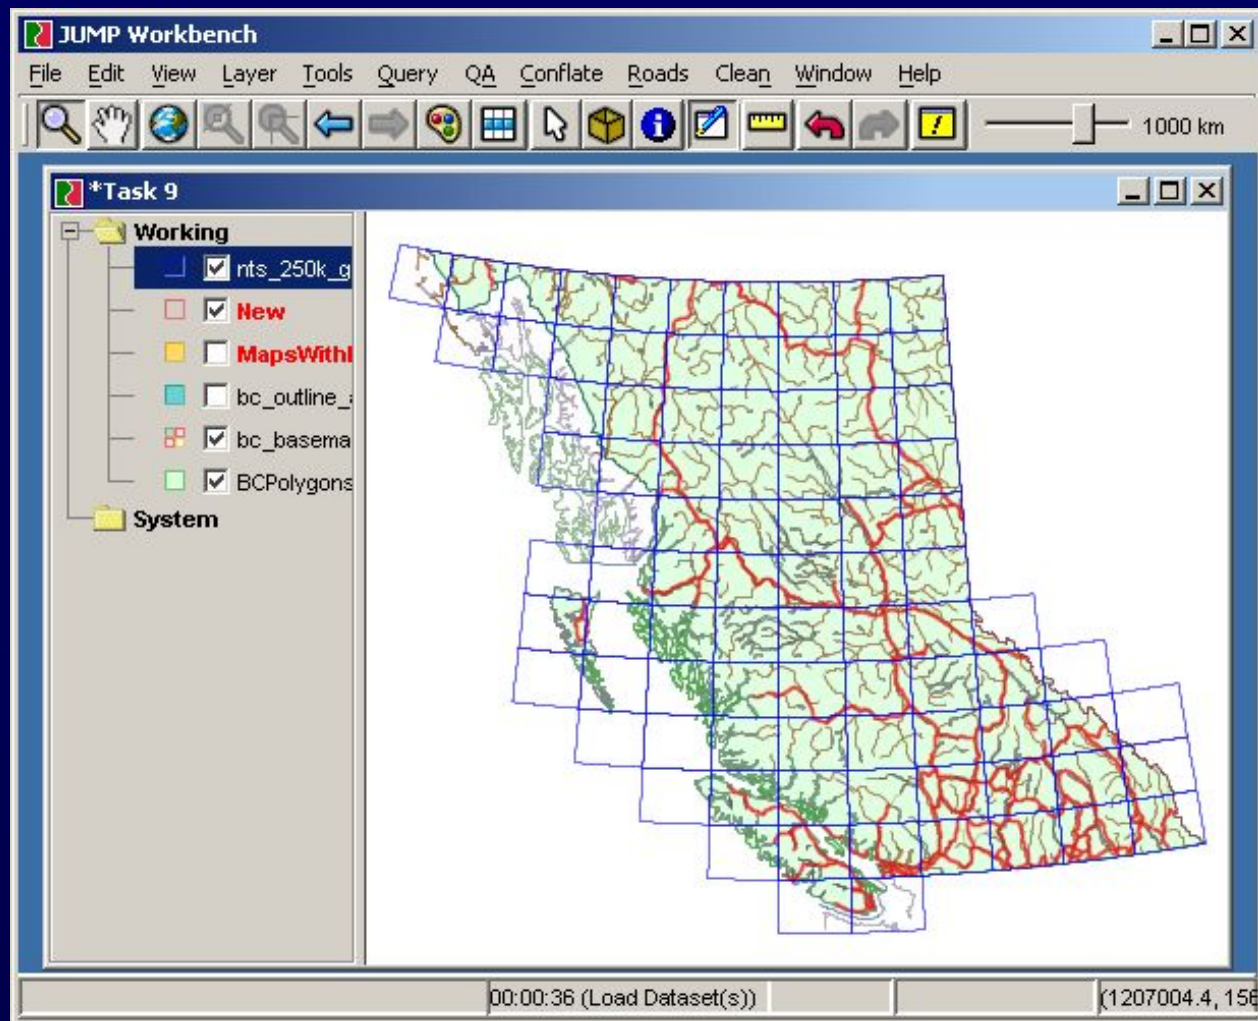 JUMP Workbench
File Edit View Layer Tools Query QA Conflate Roads Clean Window Help
1000 km
*Task 9
Working
nts_250k_g
New
MapsWithI
bc_outline_
bc_basema
BCPolygons
System
00:00:36 (Load Dataset(s))
(1207004.4, 156